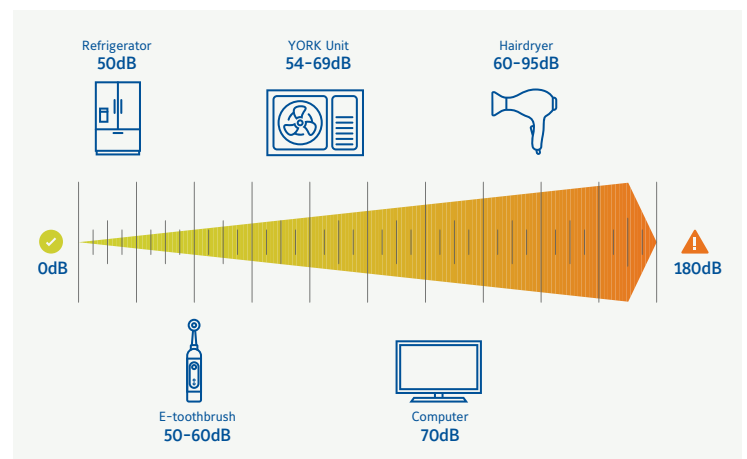 Refrigerator
50dB
YORK Unit
54-69dB
Hairdryer
60-95dB
0dB
180dB
E-toothbrush
50-60dB
Computer
70dB